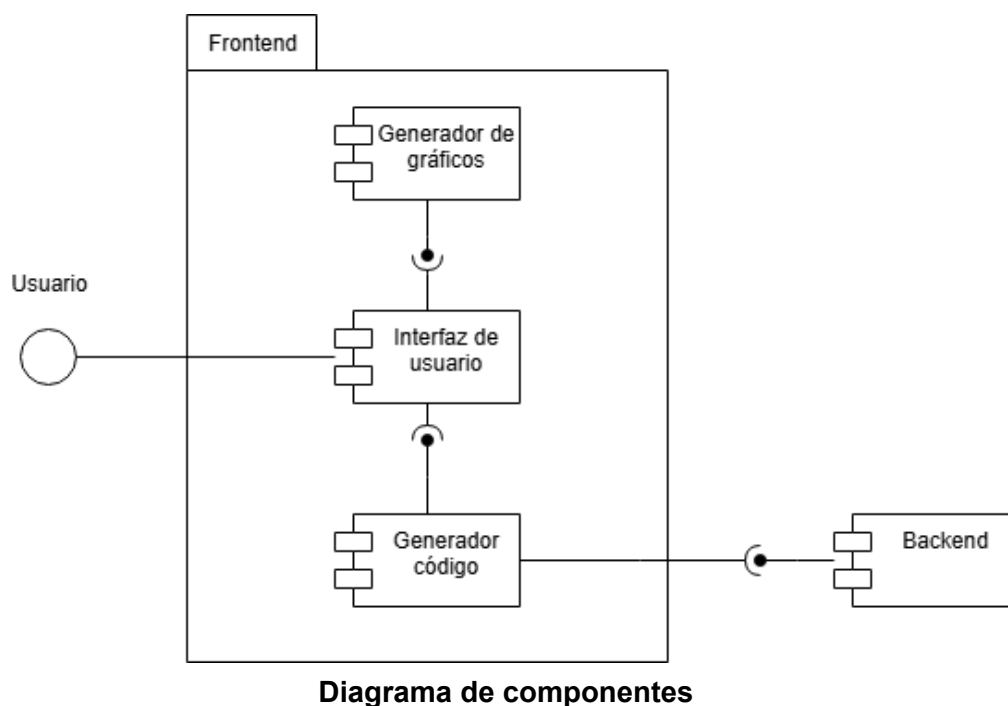 Frontend
Generador de
gráficos
Usuario
Interfaz de
usuario
Generador
código
Backend
Diagrama de componentes